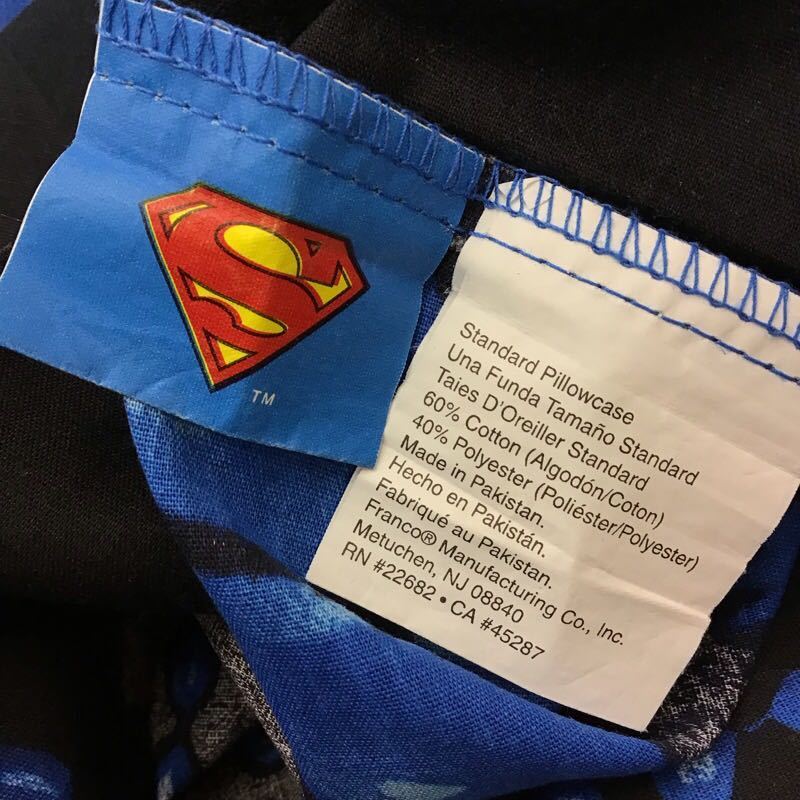 S
TM
Standard Pillowcase
Una Funda Tamaño Standard
Taies D'Oreiller Standard
60% Cotton (Algodón/Coton)
40% Polyester (Poliéster/Polyester)
Made in Pakistan.
Hecho en Pakistán.
Fabriqué au Pakistan.
Franco® Manufacturing Co., Inc.
Metuchen, NJ 08840
RN #22682 • CA #45287